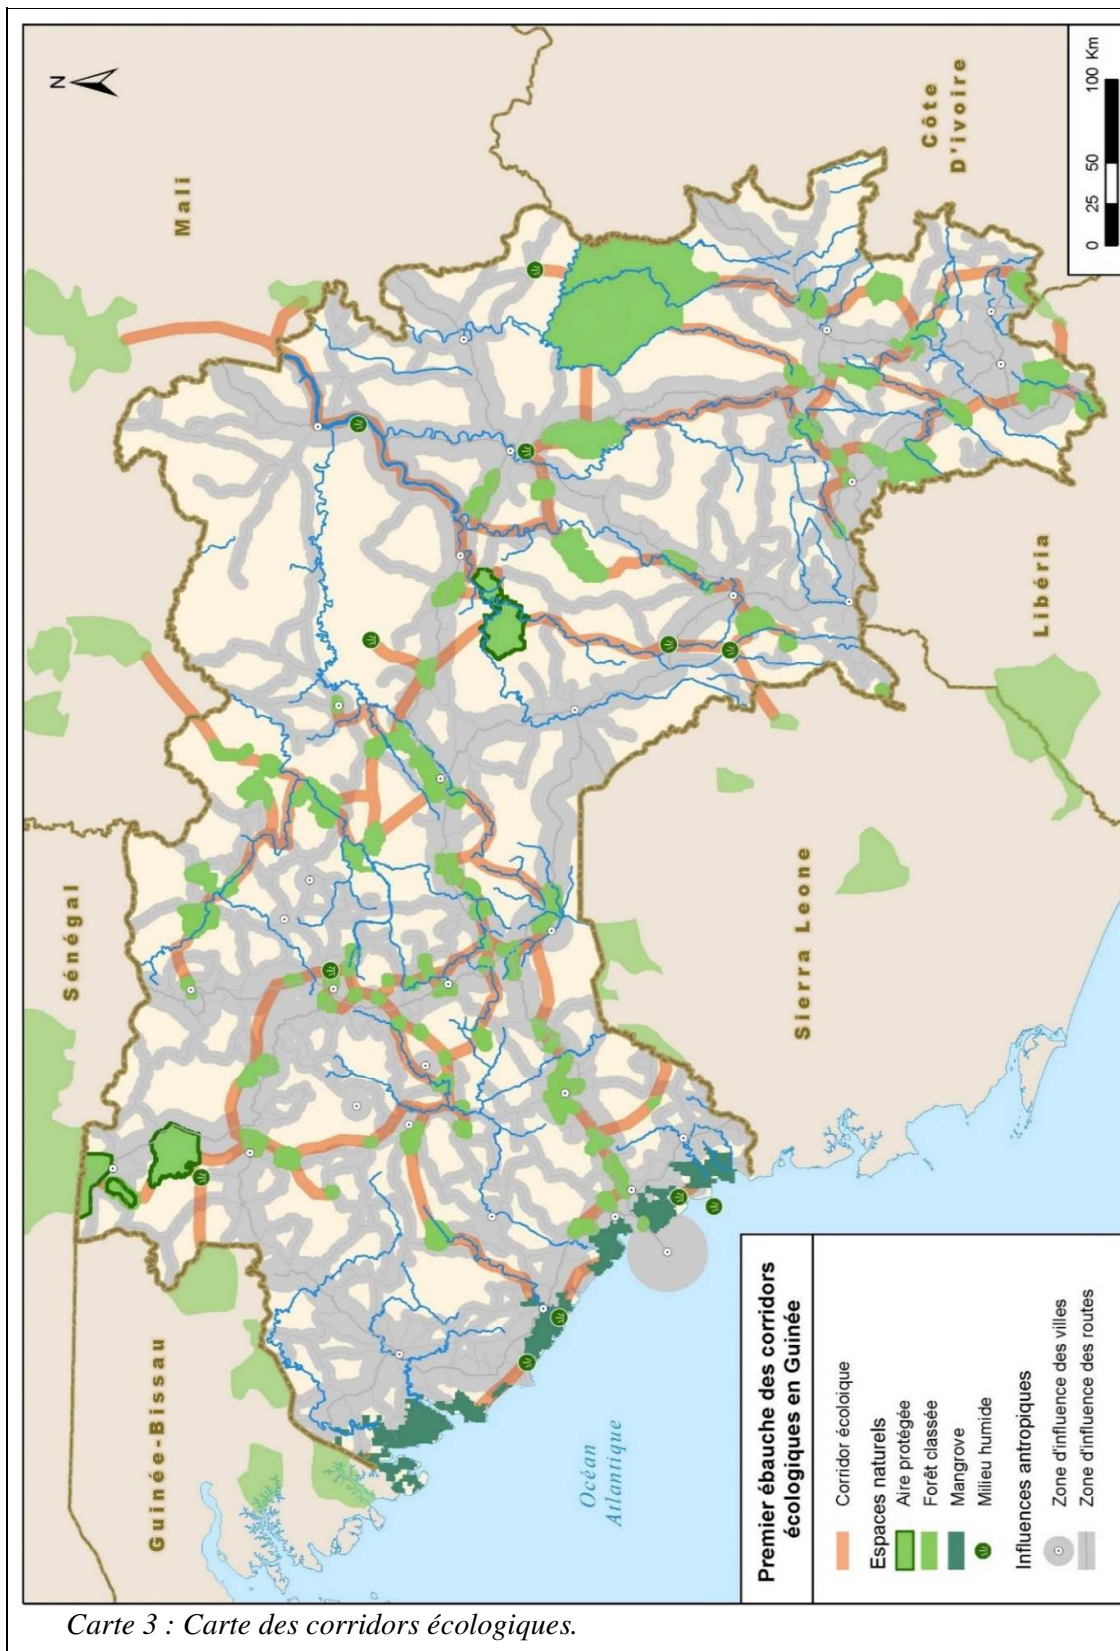 N
Mali
Côte
D'ivoire
Sénégal
Guinée-Bissau
Sierra Leone
Libéria
Océan
Atlantique
0 25 50 100 Km
Premier ébauche des corridors
écologiques en Guinée
Corridor écoloique
Espaces naturels
Aire protégée
Forêt classée
Mangrove
Milieu humide
Influences antropiques
Zone d'influence des villes
Zone d'influence des routes
Carte 3 : Carte des corridors écologiques.